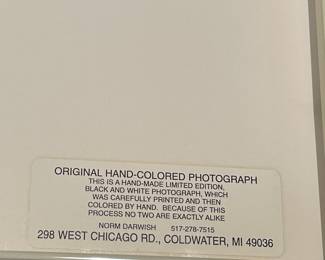 ORIGINAL HAND-COLORED PHOTOGRAPH
THIS IS A HAND-MADE LIMITED EDITION,
BLACK AND WHITE PHOTOGRAPH, WHICH
WAS CAREFULLY PRINTED AND THEN
COLORED BY HAND. BECAUSE OF THIS
PROCESS NO TWO ARE EXACTLY ALIKE
NORM DARWISH 517-278-7515
298 WEST CHICAGO RD., COLDWATER, MI 49036